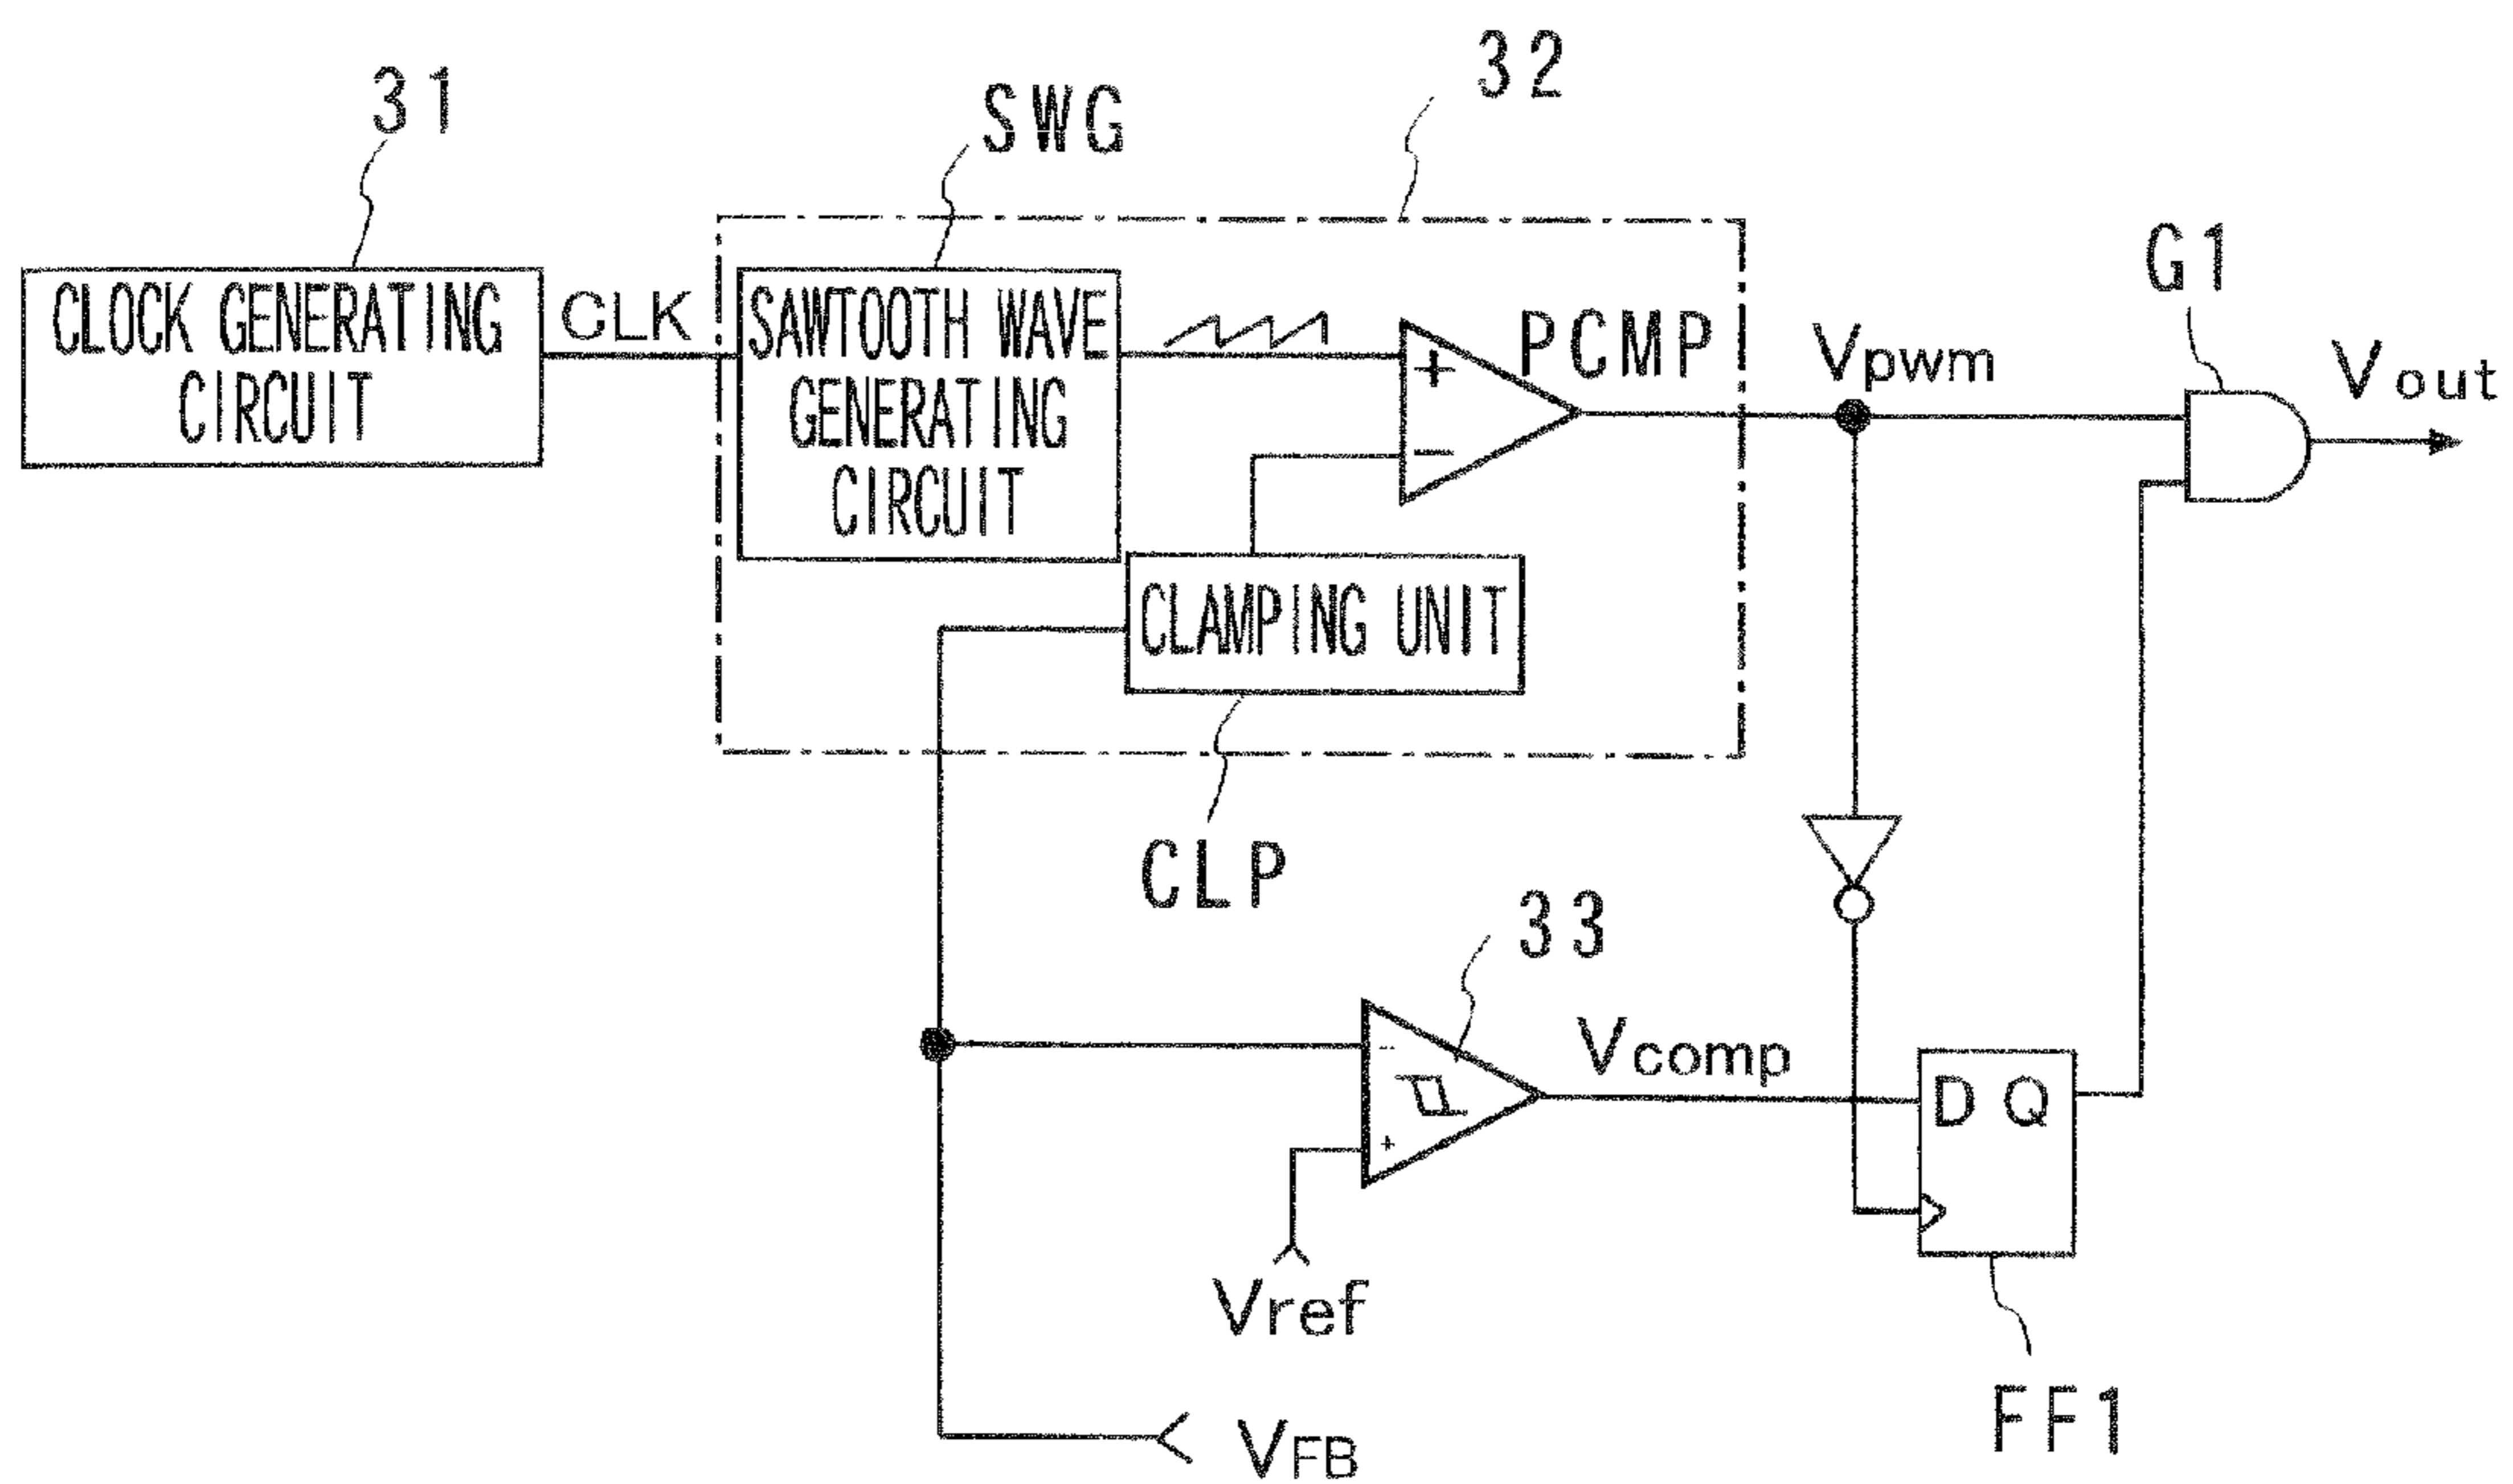 31
SWG
32
CLOCK GENERATING
CIRCUIT
CLK
SAWTOOTH WAVE
GENERATING
CIRCUIT
+
−
PCMP
Vpwm
G1
Vout
CLAMPING UNIT
CLP
33
-
+
Vcomp
D Q
Vref
VFB
FF1